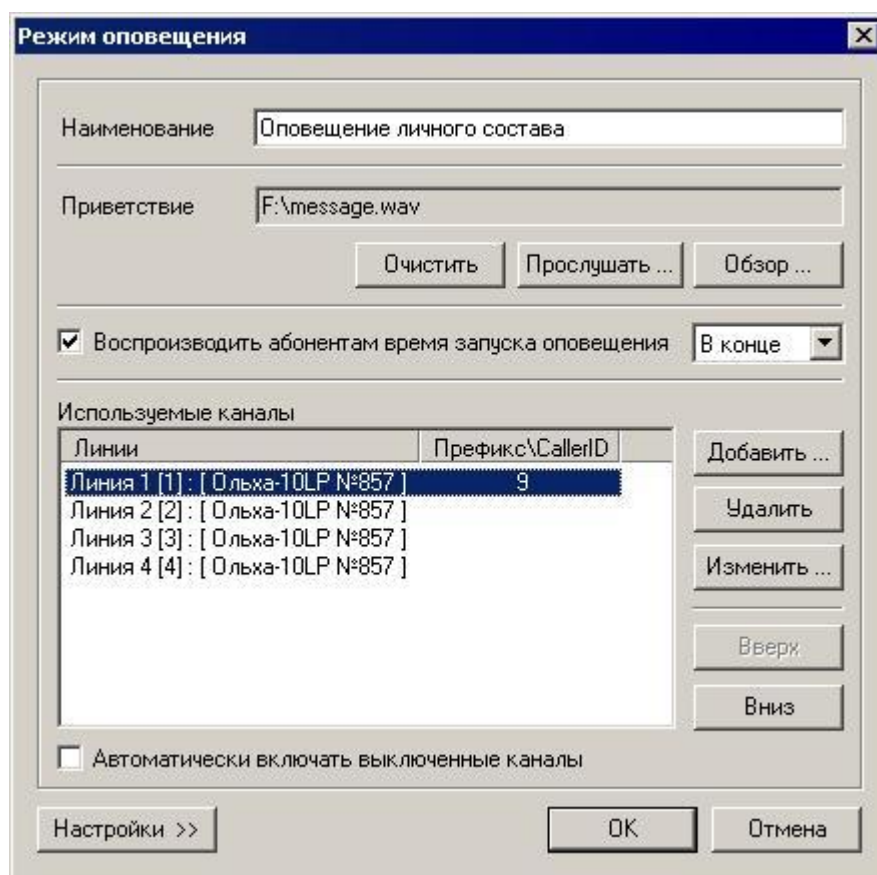 Режим оповещения
Наименование Оповещение личного состава
Приветствие F:\message.wav
Очистить Прослушать ... Обзор ...
Воспроизводить абонентам время запуска оповещения В конце
Используемые каналы
Линии Префикс\CallerID
Линия 1 [1] : [ Ольха-10LP №857 ] 9
Линия 2 [2] : [ Ольха-10LP №857 ]
Линия 3 [3] : [ Ольха-10LP №857 ]
Линия 4 [4] : [ Ольха-10LP №857 ]
Добавить ...
Удалить
Изменить ...
Вверх
Вниз
Автоматически включать выключенные каналы
Настройки >> OK Отмена